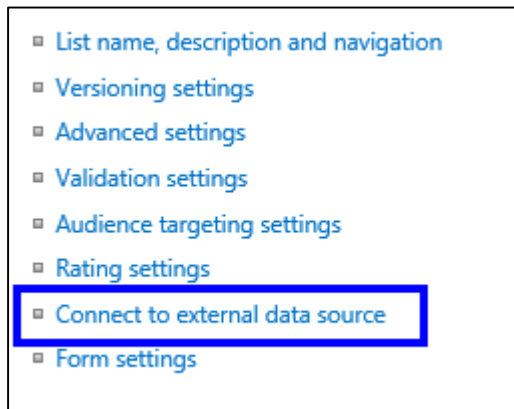 List name, description and navigation
Versioning settings
Advanced settings
Validation settings
Audience targeting settings
Rating settings
Connect to external data source
Form settings